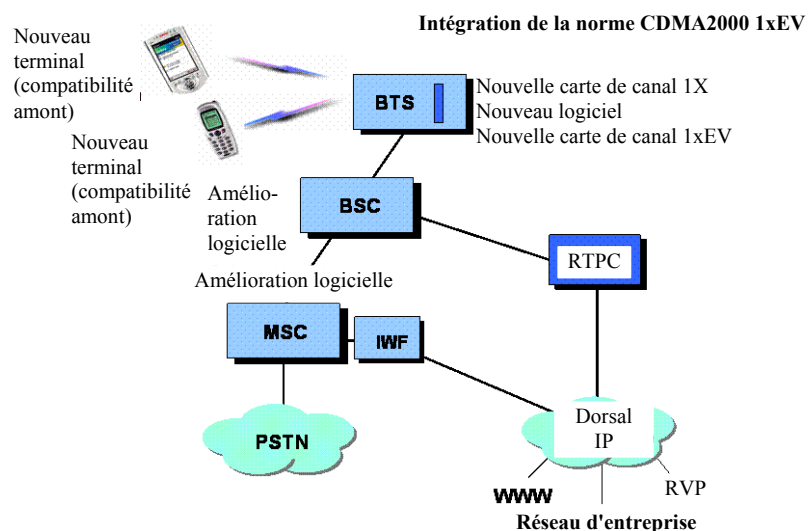 Intégration de la norme CDMA2000 1xEV
Nouveau
terminal
(compatibilité
amont)
Nouveau
terminal
(compatibilité
amont)
BTS
Nouvelle carte de canal 1X
Nouveau logiciel
Nouvelle carte de canal 1xEV
Amélio-
ration
logicielle
BSC
RTPC
Amélioration logicielle
MSC
IWF
PSTN
Dorsal
IP
WWW
RVP
Réseau d'entreprise